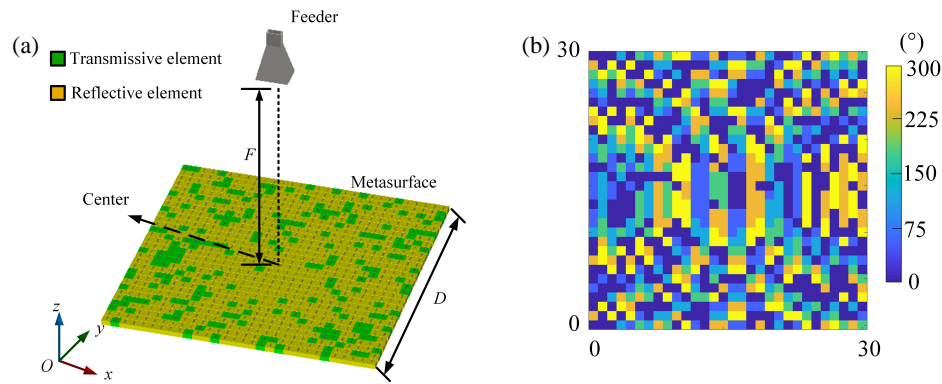 (a)
Feeder
Transmissive element
Reflective element
F
Metasurface
Center
D
z
y
O
x
(b)
(°)
30
0
0
30
300
225
150
75
0